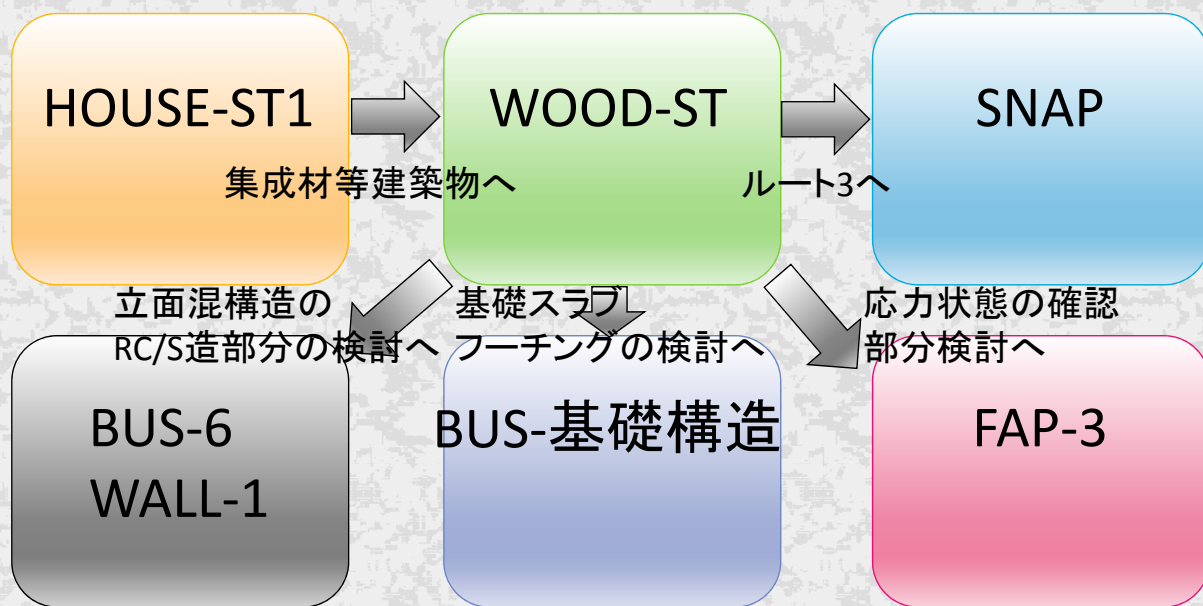 HOUSE-ST1
WOOD-ST
SNAP
集成材等建築物へ
ルート3へ
立面混構造の
RC/S造部分の検討へ
基礎スラブ
フーチングの検討へ
応力状態の確認
部分検討へ
BUS-6
WALL-1
BUS-基礎構造
FAP-3